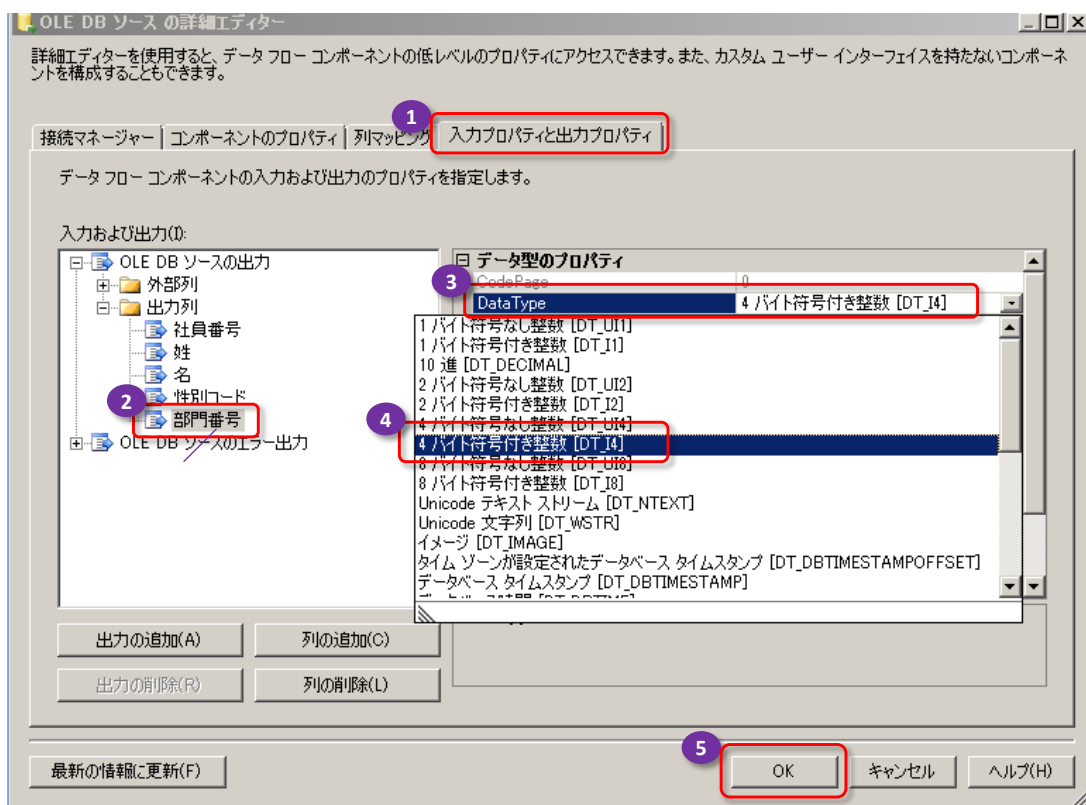 OLE DB ソース の詳細エディター
詳細エディターを使用すると、データ フロー コンポーネントの低レベルのプロパティにアクセスできます。また、カスタム ユーザー インターフェイスを持たないコンポーネ
ントを構成することもできます。
1
接続マネージャー
コンポーネントのプロパティ
列マッピング
入力プロパティと出力プロパティ
データ フロー コンポーネントの入力および出力のプロパティを指定します。
入力および出力(I):
OLE DB ソースの出力
外部列
出力列
社員番号
姓
名
性別コード
2
部門番号
OLE DB ソースのエラー出力
データ型のプロパティ
3
CodePage 0
DataType 4 バイト符号付き整数 [DT_I4]
1 バイト符号なし整数 [DT_UI1]
1 バイト符号付き整数 [DT_I1]
10 進 [DT_DECIMAL]
2 バイト符号なし整数 [DT_UI2]
2 バイト符号付き整数 [DT_I2]
4
4 バイト符号なし整数 [DT_UI4]
4 バイト符号付き整数 [DT_I4]
8 バイト符号なし整数 [DT_UI8]
8 バイト符号付き整数 [DT_I8]
Unicode テキスト ストリーム [DT_NTEXT]
Unicode 文字列 [DT_WSTR]
イメージ [DT_IMAGE]
タイム ゾーンが設定されたデータベース タイムスタンプ [DT_DBTIMESTAMPOFFSET]
データベース タイムスタンプ [DT_DBTIMESTAMP]
出力の追加(A)
列の追加(C)
出力の削除(R)
列の削除(L)
5
最新の情報に更新(F)
OK
キャンセル
ヘルプ(H)